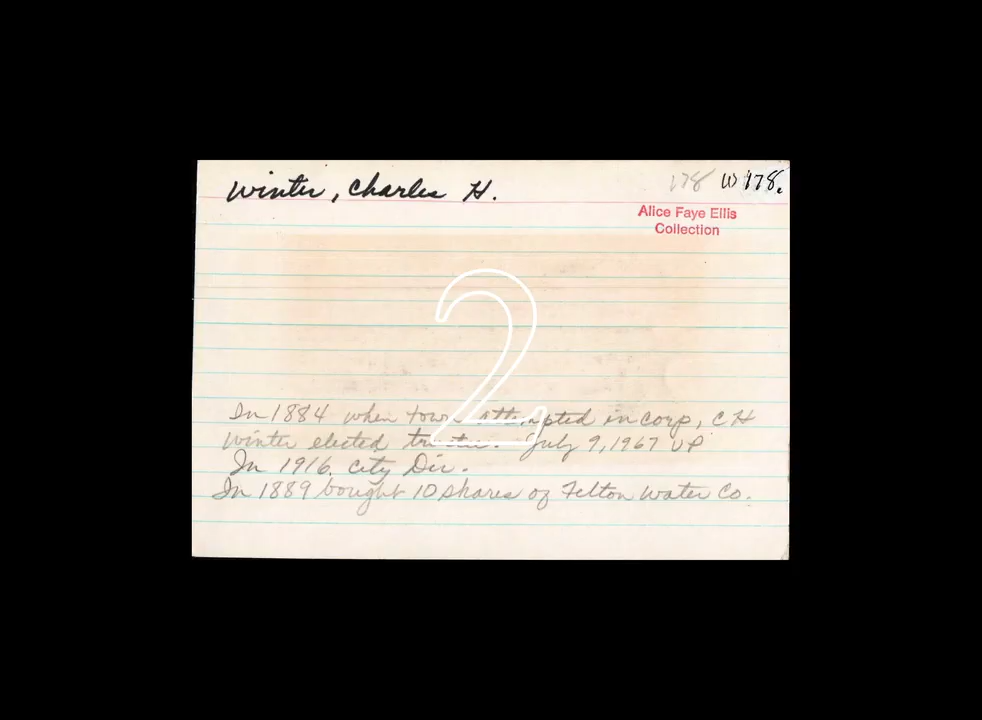 Winter, Charles H.
178 W178.
Alice Faye Ellis
Collection
2
In 1884 when town attempted incorp, C H
Winter elected trustee. July 9, 1967 UP
In 1916. City Dir.
In 1889 bought 10 shares of Felton Water Co.